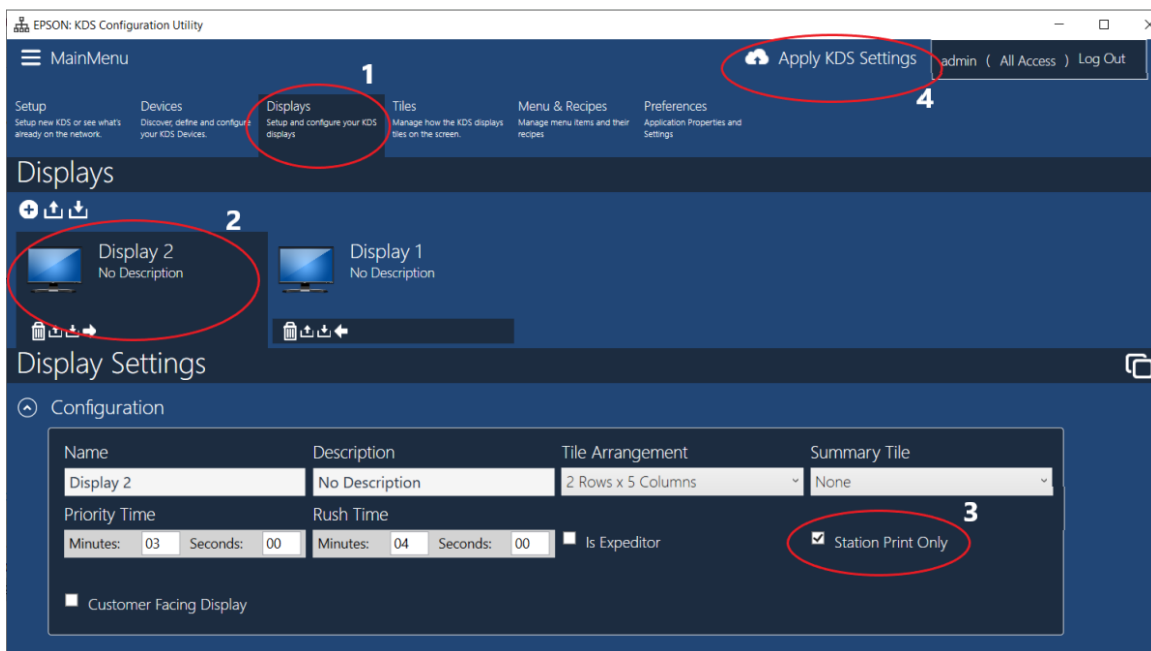 EPSON: KDS Configuration Utility
MainMenu
Apply KDS Settings
admin ( All Access ) Log Out
1
4
Setup
Setup new KDS or see what's
already on the network.
Devices
Discover, define and configure
your KDS Devices.
Displays
Setup and configure your KDS
displays
Tiles
Manage how the KDS displays
tiles on the screen.
Menu & Recipes
Manage menu items and their
recipes
Preferences
Application Properties and
Settings
Displays
2
Display 2
No Description
Display 1
No Description
Display Settings
Configuration
Name
Description
Tile Arrangement
Summary Tile
Display 2
No Description
2 Rows x 5 Columns
None
Priority Time
Rush Time
3
Minutes: 03 Seconds: 00
Minutes: 04 Seconds: 00
Is Expeditor
Station Print Only
Customer Facing Display